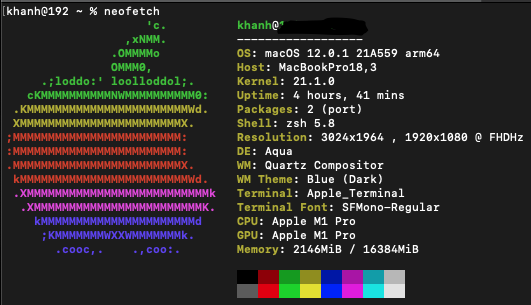 khanh@192 ~ % neofetch
'c.
,xNMM.
.OMMMMo
OMMM0,
.;loddo:' loolloddol;.
cKMMMMMMMMMMNWMMMMMMMMMM0:
.KMMMMMMMMMMMMMMMMMMMMMMMWd.
XMMMMMMMMMMMMMMMMMMMMMMMX.
;MMMMMMMMMMMMMMMMMMMMMMMM:
:MMMMMMMMMMMMMMMMMMMMMMMM:
.MMMMMMMMMMMMMMMMMMMMMMMMX.
kMMMMMMMMMMMMMMMMMMMMMMMMWd.
.XMMMMMMMMMMMMMMMMMMMMMMMMMMk
.XMMMMMMMMMMMMMMMMMMMMMMMMK.
kMMMMMMMMMMMMMMMMMMMMMMd
;KMMMMMMMWXXWMMMMMMMk.
.cooc,. .,coo:.
khanh@
-------------------
OS: macOS 12.0.1 21A559 arm64
Host: MacBookPro18,3
Kernel: 21.1.0
Uptime: 4 hours, 41 mins
Packages: 2 (port)
Shell: zsh 5.8
Resolution: 3024x1964 , 1920x1080 @ FHDHz
DE: Aqua
WM: Quartz Compositor
WM Theme: Blue (Dark)
Terminal: Apple_Terminal
Terminal Font: SFMono-Regular
CPU: Apple M1 Pro
GPU: Apple M1 Pro
Memory: 2146MiB / 16384MiB